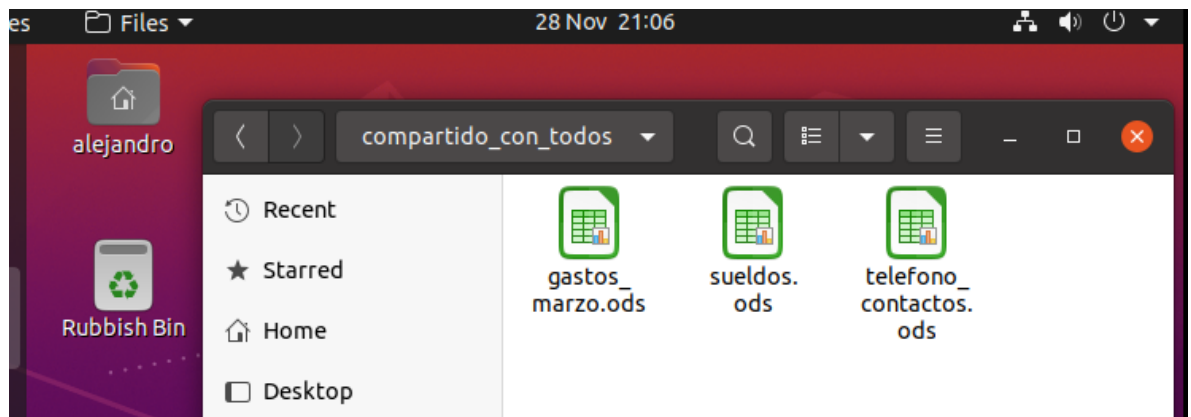 es Files 28 Nov 21:06
alejandro
compartido_con_todos
Recent
Starred
Home
Desktop
Rubbish Bin
gastos_
marzo.ods
sueldos.
ods
telefono_
contactos.
ods